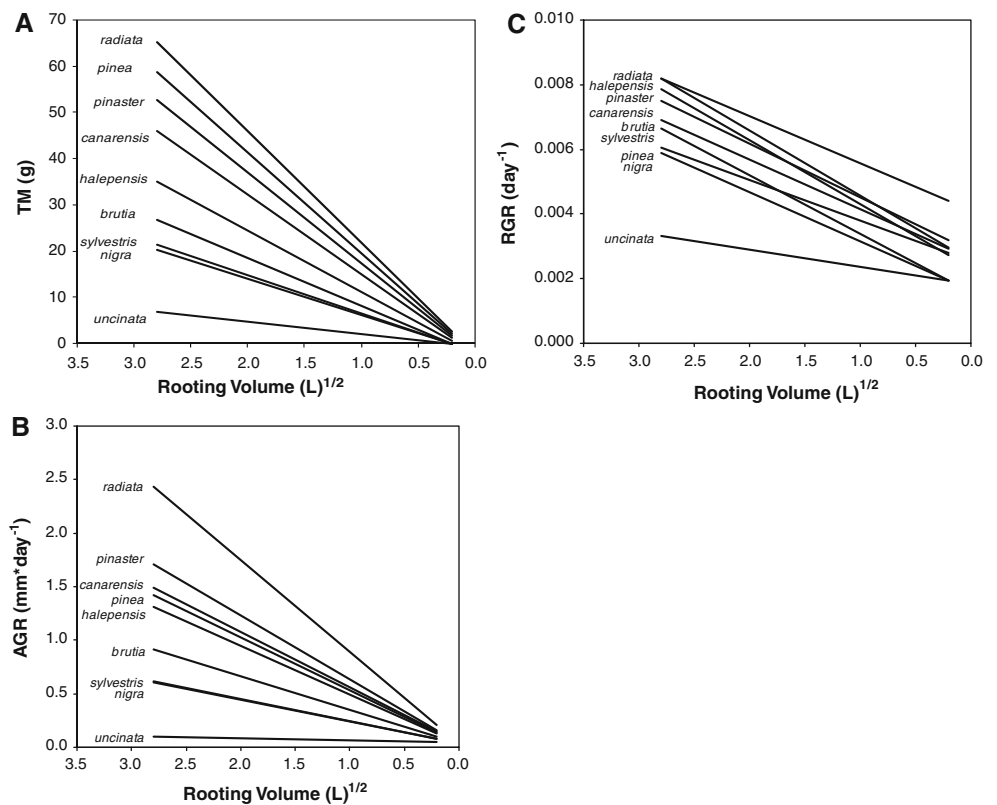 A
TM (g)
70
60
50
40
30
20
10
0
radiata
pinea
pinaster
canarensis
halepensis
brutia
sylvestris
nigra
uncinata
3.5 3.0 2.5 2.0 1.5 1.0 0.5 0.0
Rooting Volume (L)^1/2
C
RGR (day^-1)
0.010
0.008
0.006
0.004
0.002
0.000
radiata
halepensis
pinaster
canarensis
brutia
sylvestris
pinea
nigra
uncinata
3.5 3.0 2.5 2.0 1.5 1.0 0.5 0.0
Rooting Volume (L)^1/2
B
AGR (mm*day^-1)
3.0
2.5
2.0
1.5
1.0
0.5
0.0
radiata
pinaster
canarensis
pinea
halepensis
brutia
sylvestris
nigra
uncinata
3.5 3.0 2.5 2.0 1.5 1.0 0.5 0.0
Rooting Volume (L)^1/2